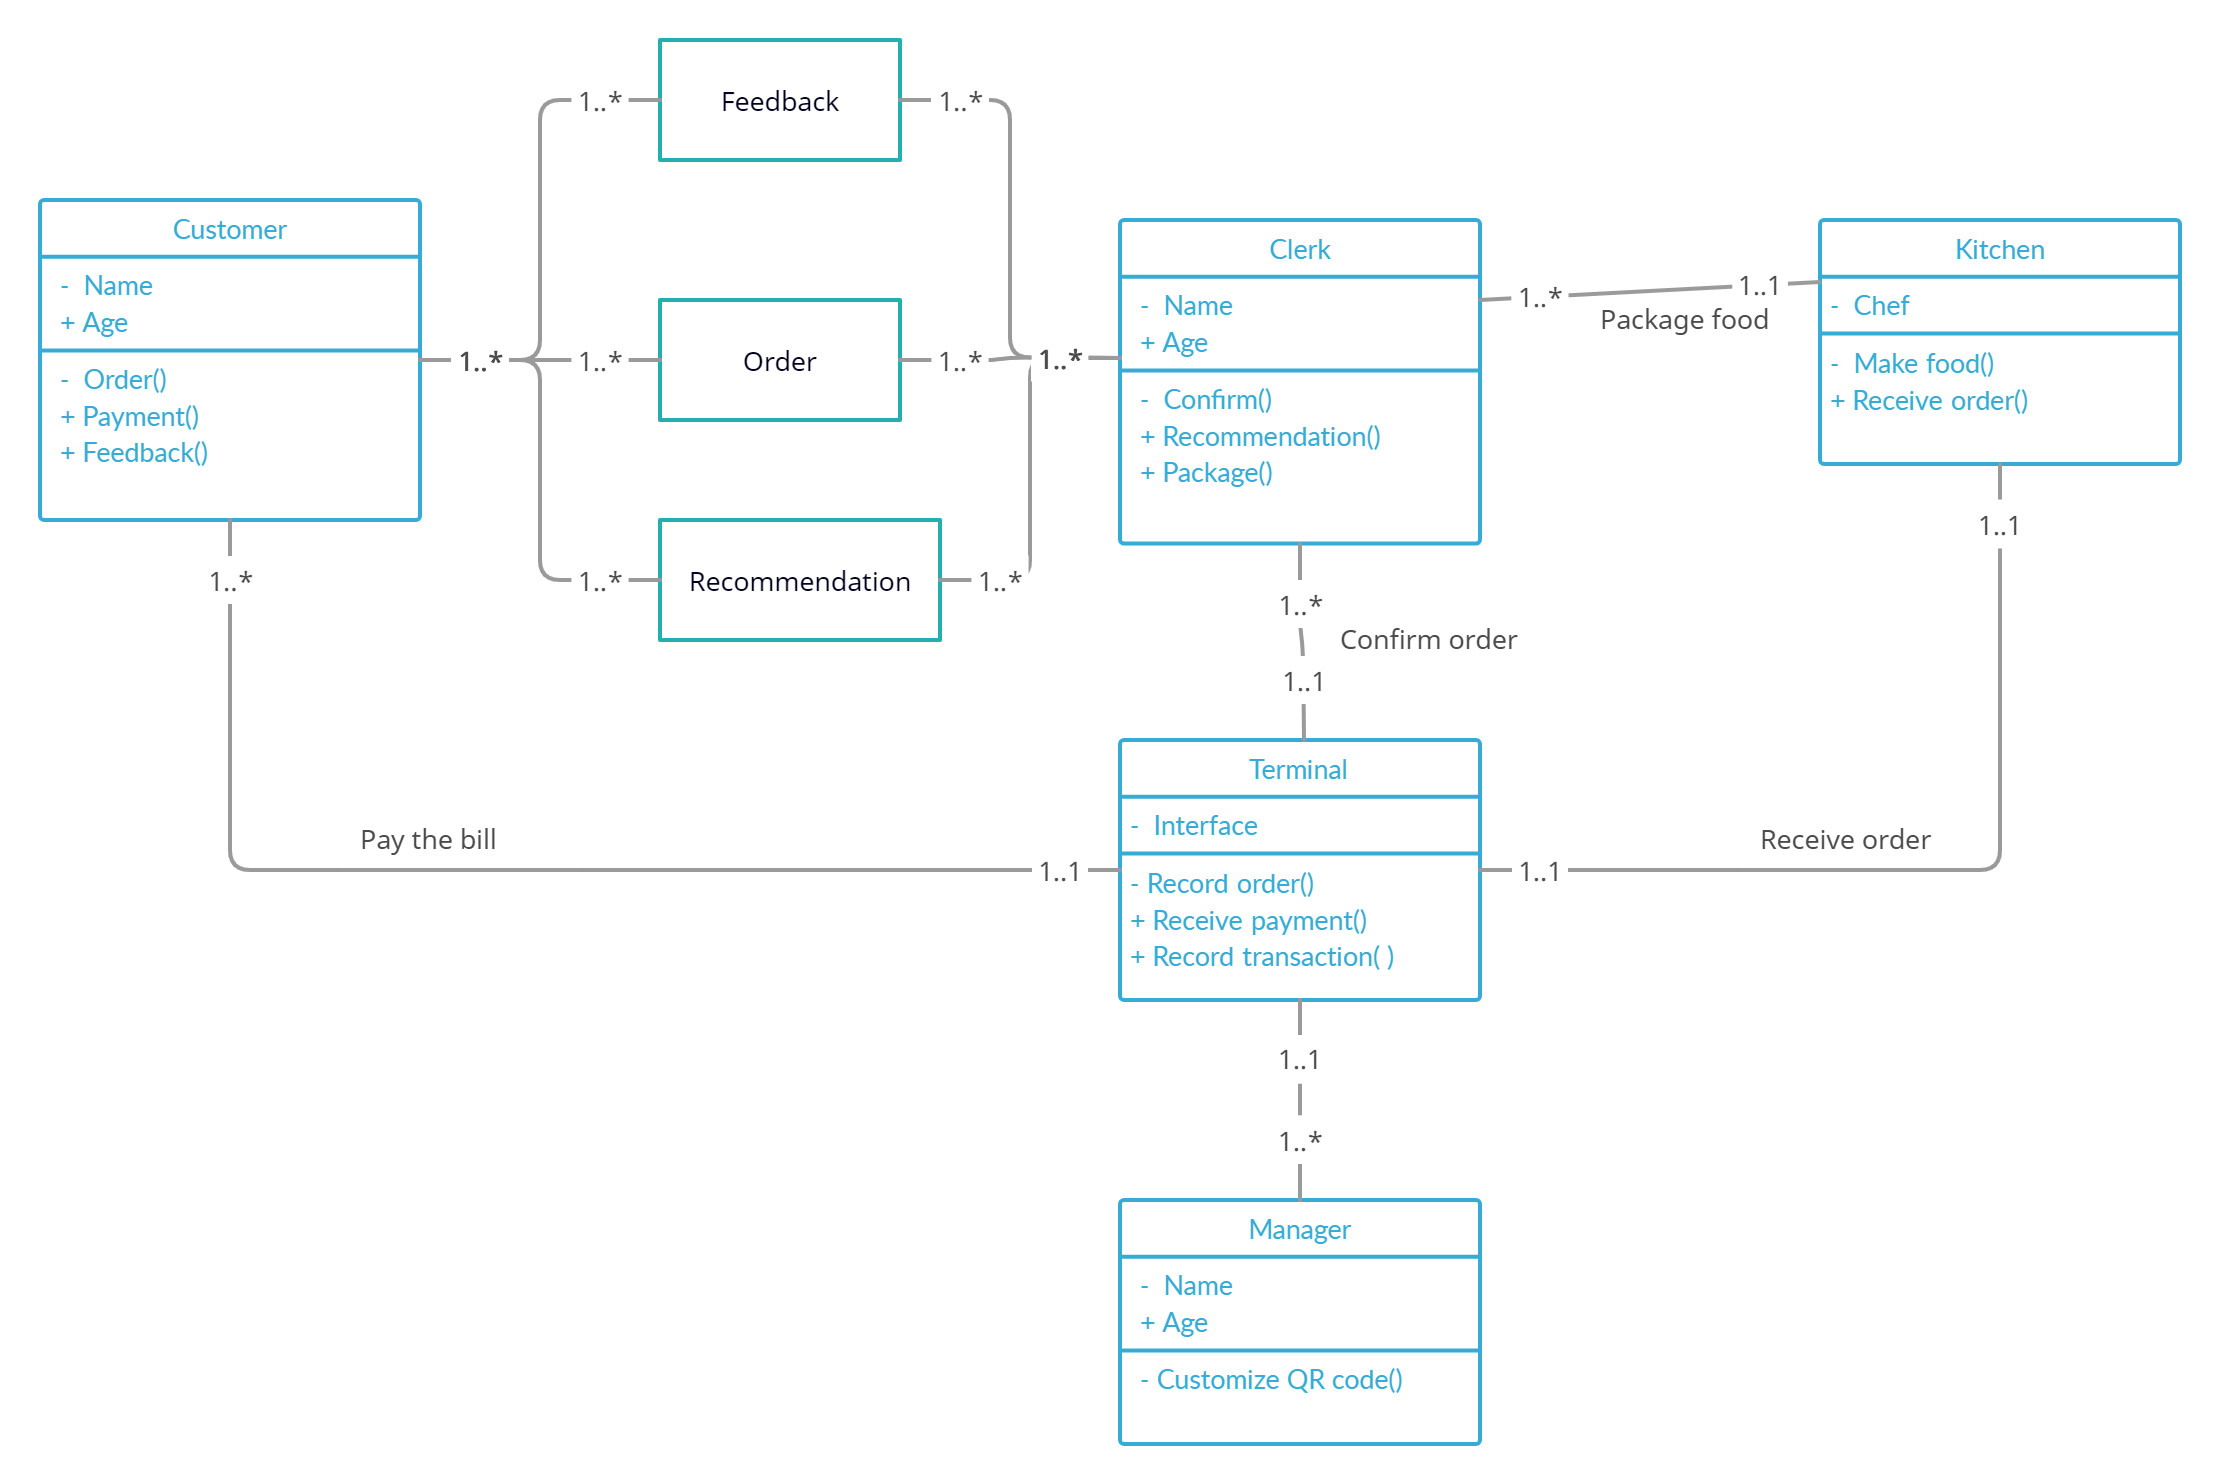 Feedback
1..*
1..*
Customer
- Name
+ Age
- Order()
+ Payment()
+ Feedback()
1..*
1..*
Order
1..*
1..*
1..*
Recommendation
1..*
Clerk
- Name
+ Age
- Confirm()
+ Recommendation()
+ Package()
1..*
1..1
Package food
Kitchen
- Chef
- Make food()
+ Receive order()
1..*
1..1
1..*
Confirm order
1..1
Terminal
- Interface
- Record order()
+ Receive payment()
+ Record transaction( )
Pay the bill
1..1
1..1
Receive order
1..1
1..*
Manager
- Name
+ Age
- Customize QR code()